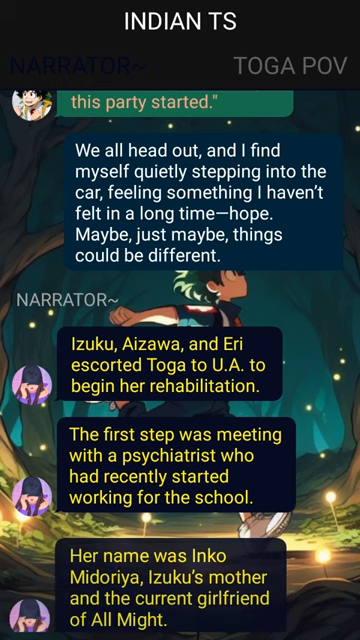 INDIAN TS
NARRATOR~
TOGA POV
this party started."
We all head out, and I find
myself quietly stepping into the
car, feeling something I haven't
felt in a long time—hope.
Maybe, just maybe, things
could be different.
NARRATOR~
Izuku, Aizawa, and Eri
escorted Toga to U.A. to
begin her rehabilitation.
The first step was meeting
with a psychiatrist who
had recently started
working for the school.
Her name was Inko
Midoriya, Izuku's mother
and the current girlfriend
of All Might.